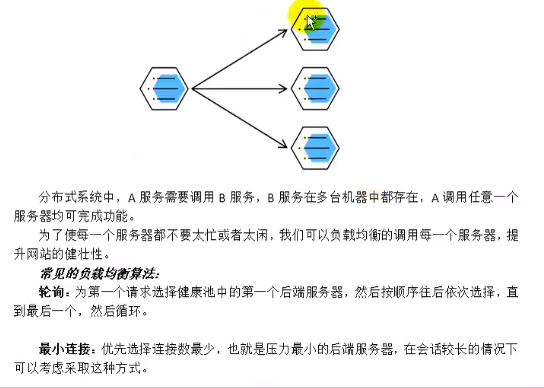 分布式系统中，A 服务需要调用 B 服务，B 服务在多台机器中都存在，A 调用任意一个
服务器均可完成功能。
为了使每一个服务器都不要太忙或者太闲，我们可以负载均衡的调用每一个服务器，提
升网站的健壮性。
常见的负载均衡算法：
轮询：为第一个请求选择健康池中的第一个后端服务器，然后按顺序往后依次选择，直
到最后一个，然后循环。
最小连接：优先选择连接数最少，也就是压力最小的后端服务器，在会话较长的情况下
可以考虑采取这种方式。